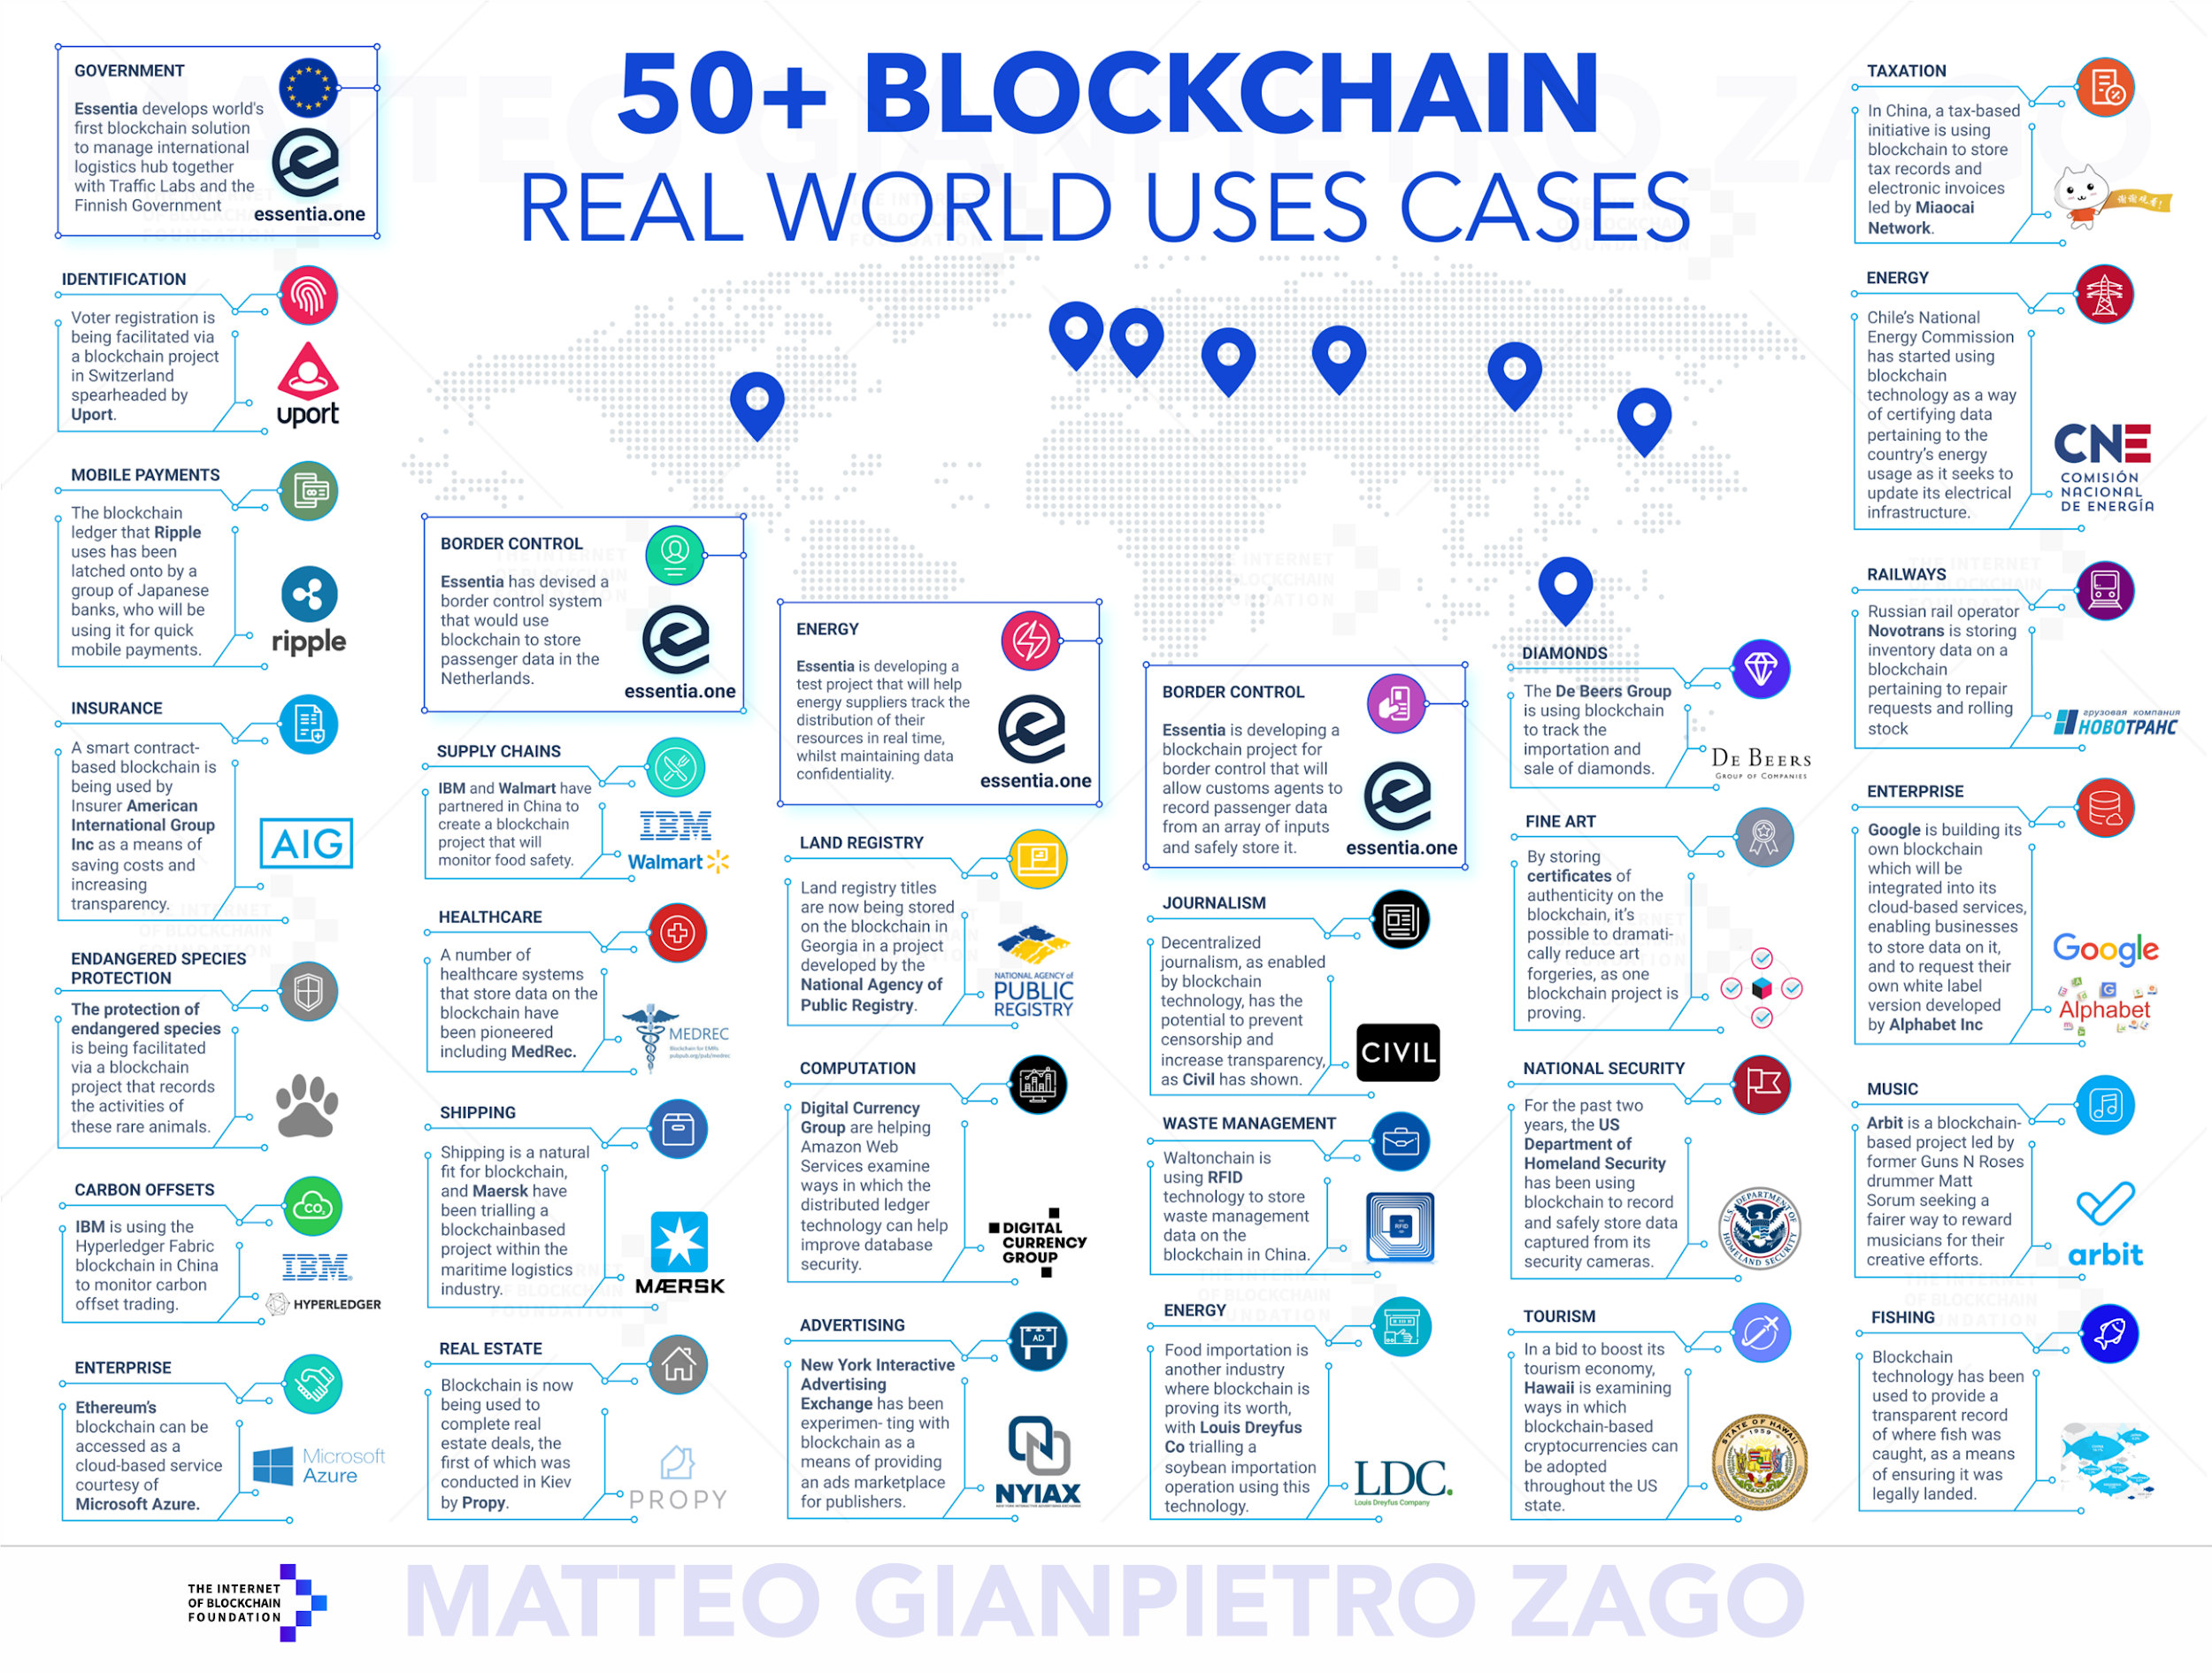 50+ BLOCKCHAIN
REAL WORLD USES CASES
GOVERNMENT
Essentia develops world's
first blockchain solution
to manage international
logistics hub together
with Traffic Labs and the
Finnish Government
essentia.one
IDENTIFICATION
Voter registration is
being facilitated via
a blockchain project
in Switzerland
spearheaded by
Uport.
uport
MOBILE PAYMENTS
The blockchain
ledger that Ripple
uses has been
latched onto by a
group of Japanese
banks, who will be
using it for quick
mobile payments.
ripple
INSURANCE
A smart contract-
based blockchain is
being used by
Insurer American
International Group
Inc as a means of
saving costs and
increasing
transparency.
AIG
ENDANGERED SPECIES
PROTECTION
The protection of
endangered species
is being facilitated
via a blockchain
project that records
the activities of
these rare animals.
CARBON OFFSETS
CO2
IBM is using the
Hyperledger Fabric
blockchain in China
to monitor carbon
offset trading.
IBM
HYPERLEDGER
ENTERPRISE
Ethereum's
blockchain can be
accessed as a
cloud-based service
courtesy of
Microsoft Azure.
Microsoft
Azure
BORDER CONTROL
Essentia has devised a
border control system
that would use
blockchain to store
passenger data in the
Netherlands.
essentia.one
SUPPLY CHAINS
IBM and Walmart have
partnered in China to
create a blockchain
project that will
monitor food safety.
IBM
Walmart
HEALTHCARE
A number of
healthcare systems
that store data on the
blockchain have
been pioneered
including MedRec.
MEDREC
Blockchain for EMRs
pubpub.org/pub/medrec
SHIPPING
Shipping is a natural
fit for blockchain,
and Maersk have
been trialling a
blockchainbased
project within the
maritime logistics
industry.
MÆRSK
REAL ESTATE
Blockchain is now
being used to
complete real
estate deals, the
first of which was
conducted in Kiev
by Propy.
PROPY
ENERGY
Essentia is developing a
test project that will help
energy suppliers track the
distribution of their
resources in real time,
whilst maintaining data
confidentiality.
essentia.one
LAND REGISTRY
Land registry titles
are now being stored
on the blockchain in
Georgia in a project
developed by the
National Agency of
Public Registry.
NATIONAL AGENCY of
PUBLIC
REGISTRY
COMPUTATION
Digital Currency
Group are helping
Amazon Web
Services examine
ways in which the
distributed ledger
technology can help
improve database
security.
DIGITAL
CURRENCY
GROUP
ADVERTISING
AD
New York Interactive
Advertising
Exchange has been
experimen- ting with
blockchain as a
means of providing
an ads marketplace
for publishers.
NYIAX
BORDER CONTROL
Essentia is developing a
blockchain project for
border control that will
allow customs agents to
record passenger data
from an array of inputs
and safely store it.
essentia.one
JOURNALISM
Decentralized
journalism, as enabled
by blockchain
technology, has the
potential to prevent
censorship and
increase transparency,
as Civil has shown.
CIVIL
WASTE MANAGEMENT
Waltonchain is
using RFID
technology to store
waste management
data on the
blockchain in China.
RFID
ENERGY
Food importation is
another industry
where blockchain is
proving its worth,
with Louis Dreyfus
Co trialling a
soybean importation
operation using this
technology.
LDC.
Louis Dreyfus Company
DIAMONDS
The De Beers Group
is using blockchain
to track the
importation and
sale of diamonds.
DE BEERS
GROUP OF COMPANIES
FINE ART
By storing
certificates of
authenticity on the
blockchain, it's
possible to dramati-
cally reduce art
forgeries, as one
blockchain project is
proving.
NATIONAL SECURITY
For the past two
years, the US
Department of
Homeland Security
has been using
blockchain to record
and safely store data
captured from its
security cameras.
U.S. DEPARTMENT OF
HOMELAND SECURITY
TOURISM
In a bid to boost its
tourism economy,
Hawaii is examining
ways in which
blockchain-based
cryptocurrencies can
be adopted
throughout the US
state.
STATE OF HAWAII
1959
TAXATION
In China, a tax-based
initiative is using
blockchain to store
tax records and
electronic invoices
led by Miaocai
Network.
ENERGY
Chile's National
Energy Commission
has started using
blockchain
technology as a way
of certifying data
pertaining to the
country's energy
usage as it seeks to
update its electrical
infrastructure.
CNE
COMISIÓN
NACIONAL
DE ENERGÍA
RAILWAYS
Russian rail operator
Novotrans is storing
inventory data on a
blockchain
pertaining to repair
requests and rolling
stock
грузовая компания
НОВОТРАНС
ENTERPRISE
Google is building its
own blockchain
which will be
integrated into its
cloud-based services,
enabling businesses
to store data on it,
and to request their
own white label
version developed
by Alphabet Inc
Google
Alphabet
MUSIC
Arbit is a blockchain-
based project led by
former Guns N Roses
drummer Matt
Sorum seeking a
fairer way to reward
musicians for their
creative efforts.
arbit
FISHING
Blockchain
technology has been
used to provide a
transparent record
of where fish was
caught, as a means
of ensuring it was
legally landed.
THE INTERNET
OF BLOCKCHAIN
FOUNDATION
MATTEO GIANPIETRO ZAGO